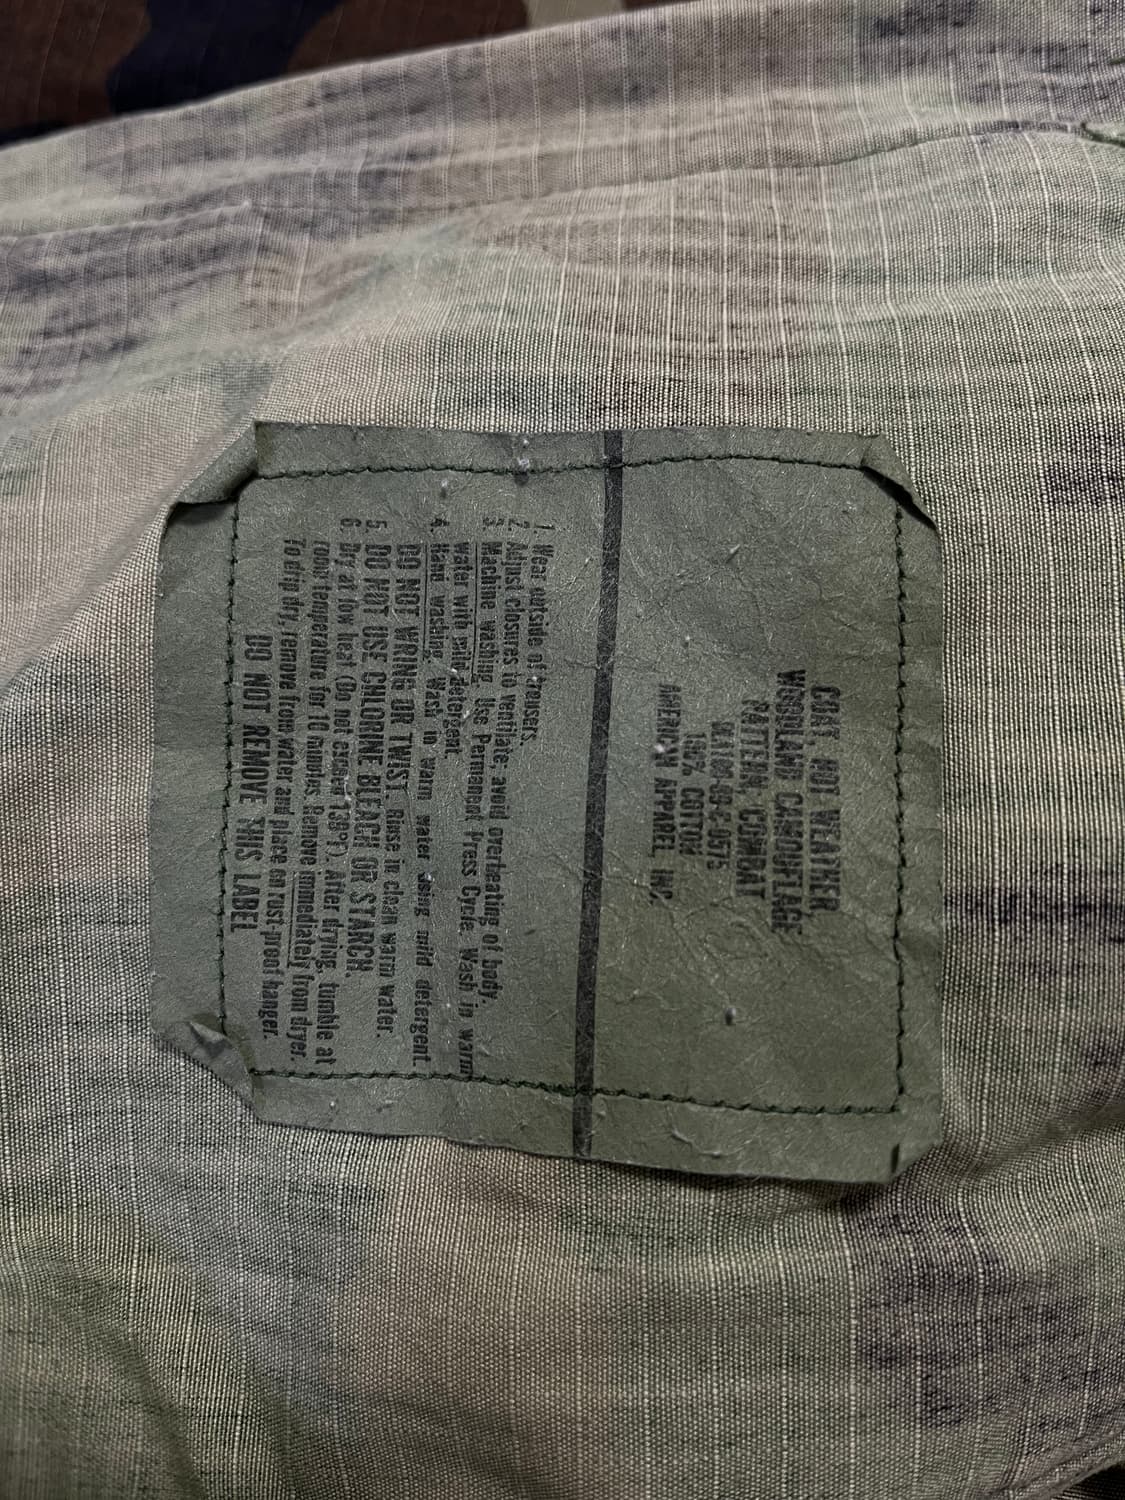 COAT, HOT WEATHER,
WOODLAND CAMOUFLAGE
PATTERN, COMBAT
DLA100-89-C-0575
100% COTTON
AMERICAN APPAREL INC.
1. Wear outside of trousers.
2. Adjust closures to ventilate, avoid overheating of body.
3. Machine washing. Use Permanent Press Cycle. Wash in warm
water with mild detergent.
4. Hand washing. Wash in warm water using mild detergent.
DO NOT WRING OR TWIST. Rinse in clean warm water.
5. DO NOT USE CHLORINE BLEACH OR STARCH.
6. Dry at low heat (Do not exceed 130°F). After drying, tumble at
room temperature for 10 minutes. Remove immediately from dryer.
To drip dry, remove from water and place on rust-proof hanger.
DO NOT REMOVE THIS LABEL